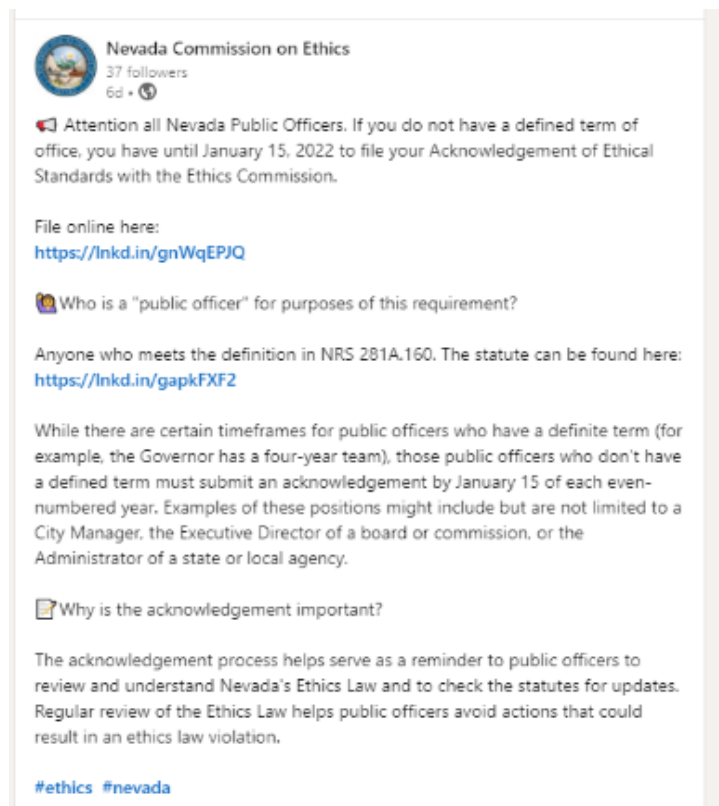 Nevada Commission on Ethics
37 followers
6d •
Attention all Nevada Public Officers. If you do not have a defined term of
office, you have until January 15, 2022 to file your Acknowledgement of Ethical
Standards with the Ethics Commission.
File online here:
https://lnkd.in/gnWqEPJQ
Who is a "public officer" for purposes of this requirement?
Anyone who meets the definition in NRS 281A.160. The statute can be found here:
https://lnkd.in/gapkFXF2
While there are certain timeframes for public officers who have a definite term (for
example, the Governor has a four-year team), those public officers who don't have
a defined term must submit an acknowledgement by January 15 of each even-
numbered year. Examples of these positions might include but are not limited to a
City Manager, the Executive Director of a board or commission, or the
Administrator of a state or local agency.
Why is the acknowledgement important?
The acknowledgement process helps serve as a reminder to public officers to
review and understand Nevada's Ethics Law and to check the statutes for updates.
Regular review of the Ethics Law helps public officers avoid actions that could
result in an ethics law violation.
#ethics #nevada